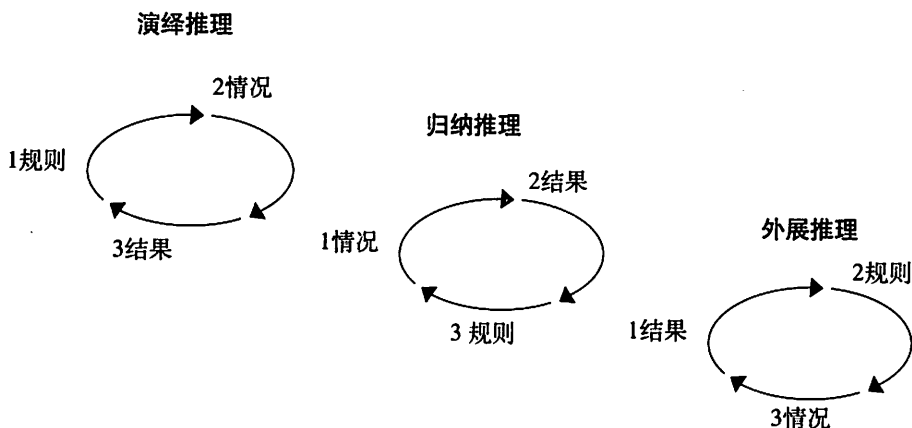 演绎推理
2情况
1规则
3结果
归纳推理
2结果
1情况
3 规则
外展推理
2规则
1结果
3情况